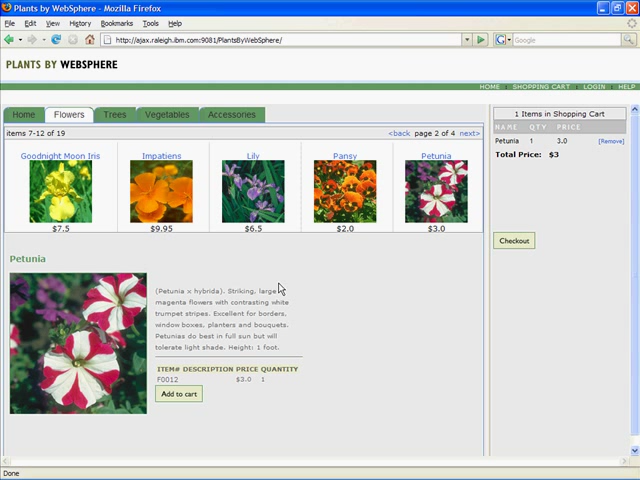 Plants by WebSphere - Mozilla Firefox
File Edit View History Bookmarks Tools Help
http://ajax.raleigh.ibm.com:9081/PlantsByWebSphere/
Google
PLANTS BY WEBSPHERE
HOME : SHOPPING CART : LOGIN : HELP
Home Flowers Trees Vegetables Accessories
items 7-12 of 19 <back page 2 of 4 next>
Goodnight Moon Iris Impatiens Lily Pansy Petunia
$7.5 $9.95 $6.5 $2.0 $3.0
1 Items in Shopping Cart
NAME QTY PRICE
Petunia 1 3.0 [Remove]
Total Price: $3
Checkout
Petunia
(Petunia x hybrida). Striking, large
magenta flowers with contrasting white
trumpet stripes. Excellent for borders,
window boxes, planters and bouquets.
Petunias do best in full sun but will
tolerate light shade. Height: 1 foot.
ITEM# DESCRIPTION PRICE QUANTITY
F0012 $3.0 1
Add to cart
Done